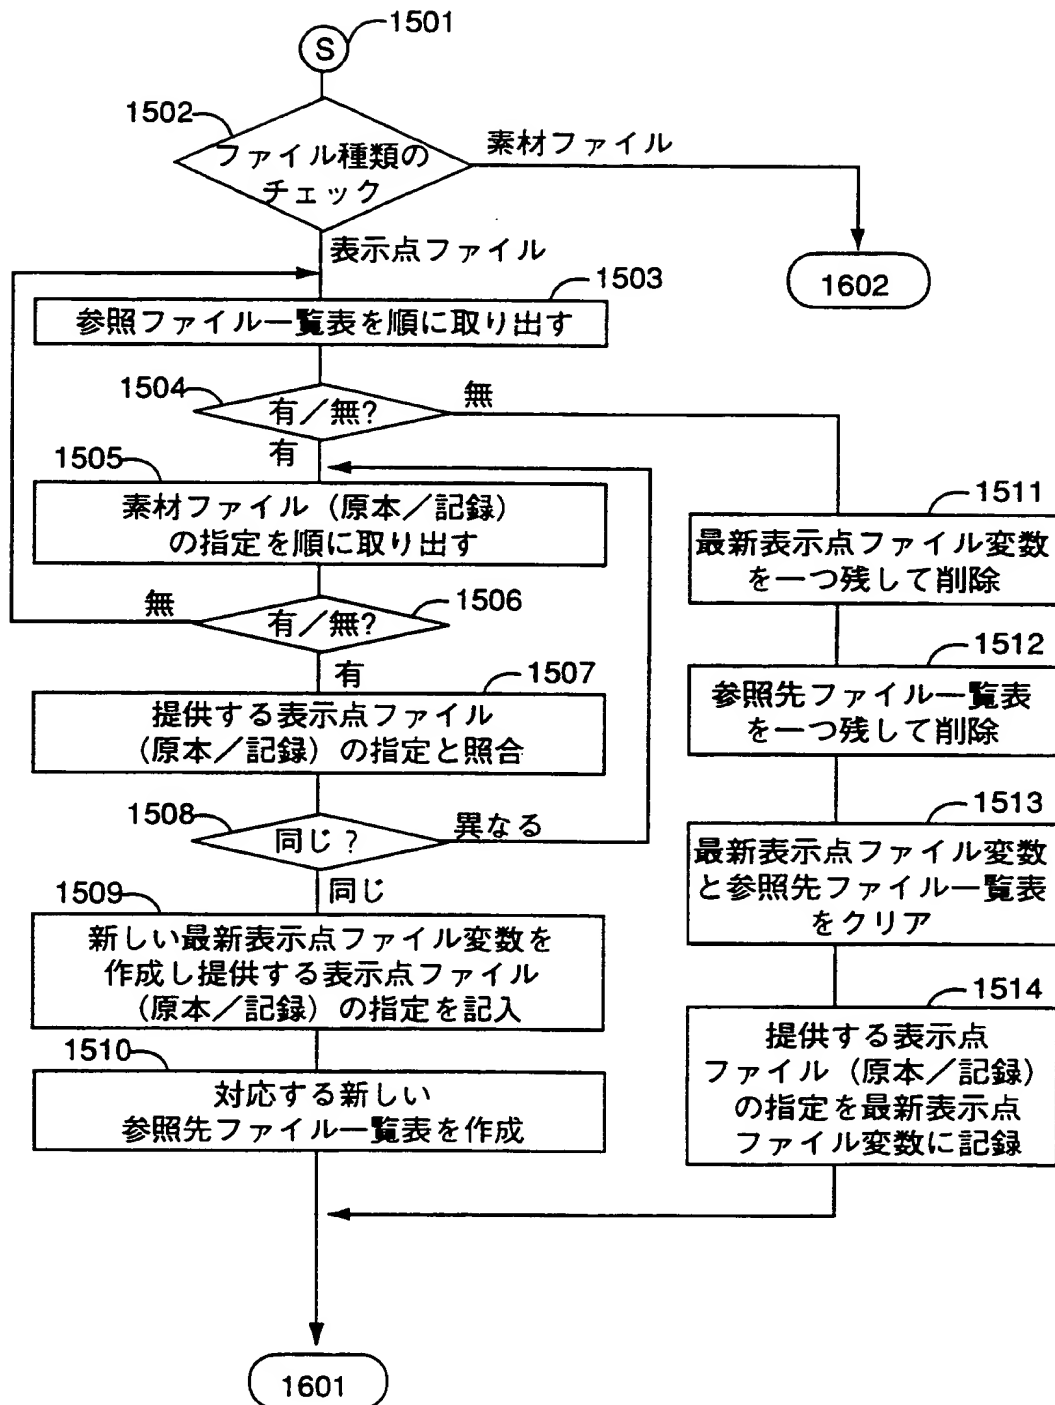 1501
S
1502
ファイル種類の
チェック
素材ファイル
1602
表示点ファイル
1503
参照ファイル一覧表を順に取り出す
1504
有／無?
無
有
1505
素材ファイル（原本／記録）
の指定を順に取り出す
1506
有／無?
無
有
1507
提供する表示点ファイル
（原本／記録）の指定と照合
1508
同じ？
異なる
同じ
1509
新しい最新表示点ファイル変数を
作成し提供する表示点ファイル
（原本／記録）の指定を記入
1510
対応する新しい
参照先ファイル一覧表を作成
1511
最新表示点ファイル変数
を一つ残して削除
1512
参照先ファイル一覧表
を一つ残して削除
1513
最新表示点ファイル変数
と参照先ファイル一覧表
をクリア
1514
提供する表示点
ファイル（原本／記録）
の指定を最新表示点
ファイル変数に記録
1601